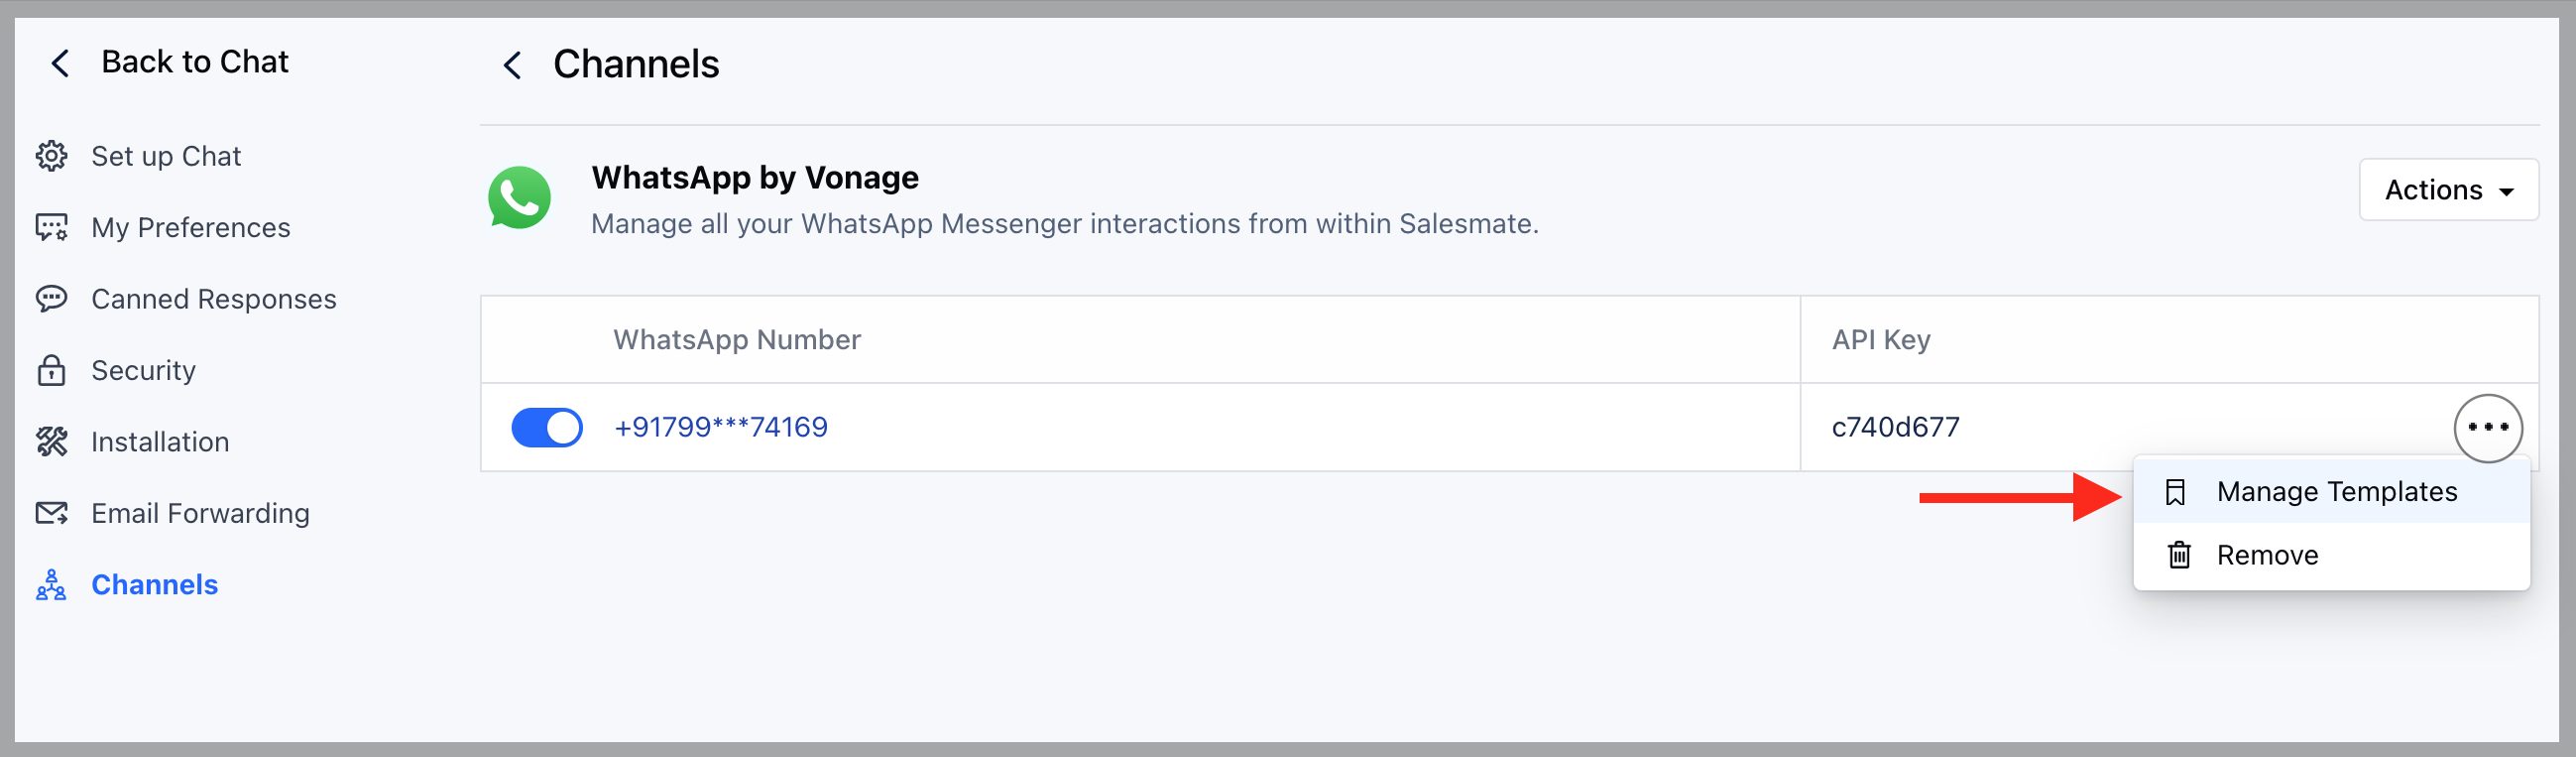 Back to Chat
Set up Chat
My Preferences
Canned Responses
Security
Installation
Email Forwarding
Channels
Channels
WhatsApp by Vonage
Manage all your WhatsApp Messenger interactions from within Salesmate.
Actions
WhatsApp Number
API Key
+91799***74169
c740d677
Manage Templates
Remove